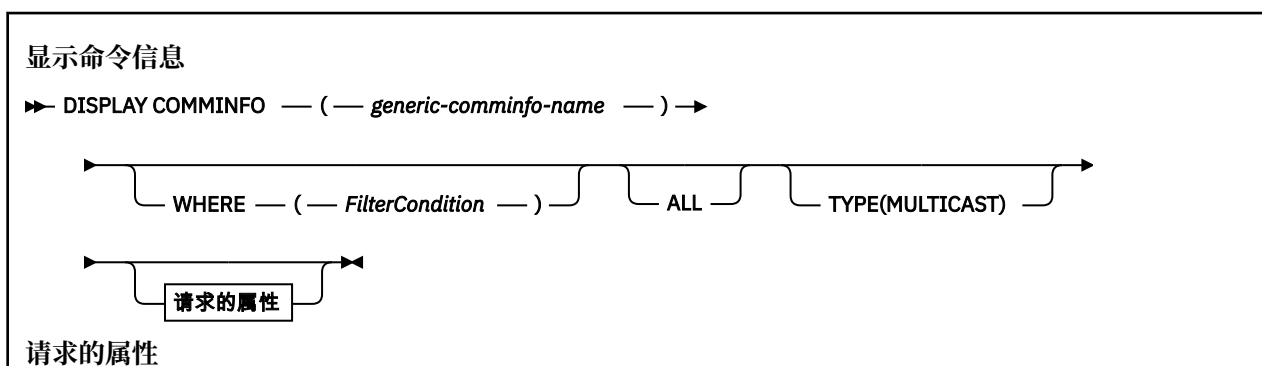 显示命令信息
DISPLAY COMMINFO ( generic-comminfo-name )
WHERE ( FilterCondition ) ALL TYPE(MULTICAST)
请求的属性
请求的属性